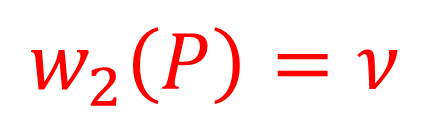 𝑤₂(𝑃) = 𝜈